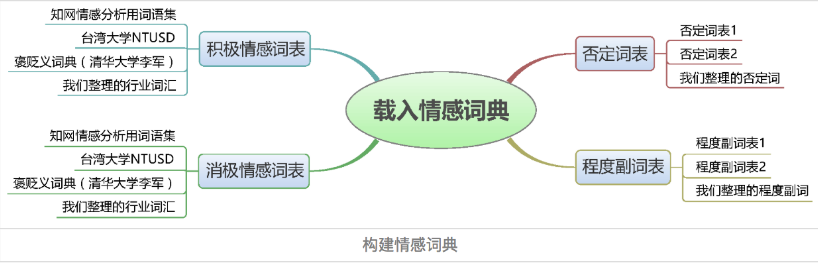 知网情感分析用词语集
台湾大学NTUSD
褒贬义词典（清华大学李军）
我们整理的行业词汇
积极情感词表
知网情感分析用词语集
台湾大学NTUSD
褒贬义词典（清华大学李军）
我们整理的行业词汇
消极情感词表
载入情感词典
否定词表
否定词表1
否定词表2
我们整理的否定词
程度副词表
程度副词表1
程度副词表2
我们整理的程度副词
构建情感词典